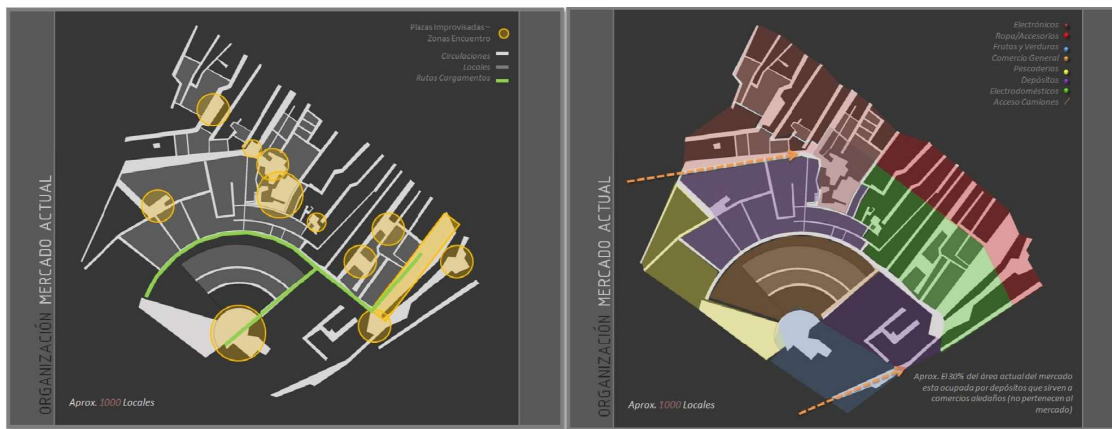 ORGANIZACIÓN MERCADO ACTUAL
Plazas Improvisadas –
Zonas Encuentro
Circulaciones
Locales
Rutas Cargamentos
Aprox. 1000 Locales
ORGANIZACIÓN MERCADO ACTUAL
Electrónicos
Ropa/Accesorios
Frutas y Verduras
Comercio General
Pescaderías
Depósitos
Electrodomésticos
Acceso Camiones
Aprox. El 30% del área actual del mercado
esta ocupada por depósitos que sirven a
comercios aledaños (no pertenecen al
mercado)
Aprox. 1000 Locales